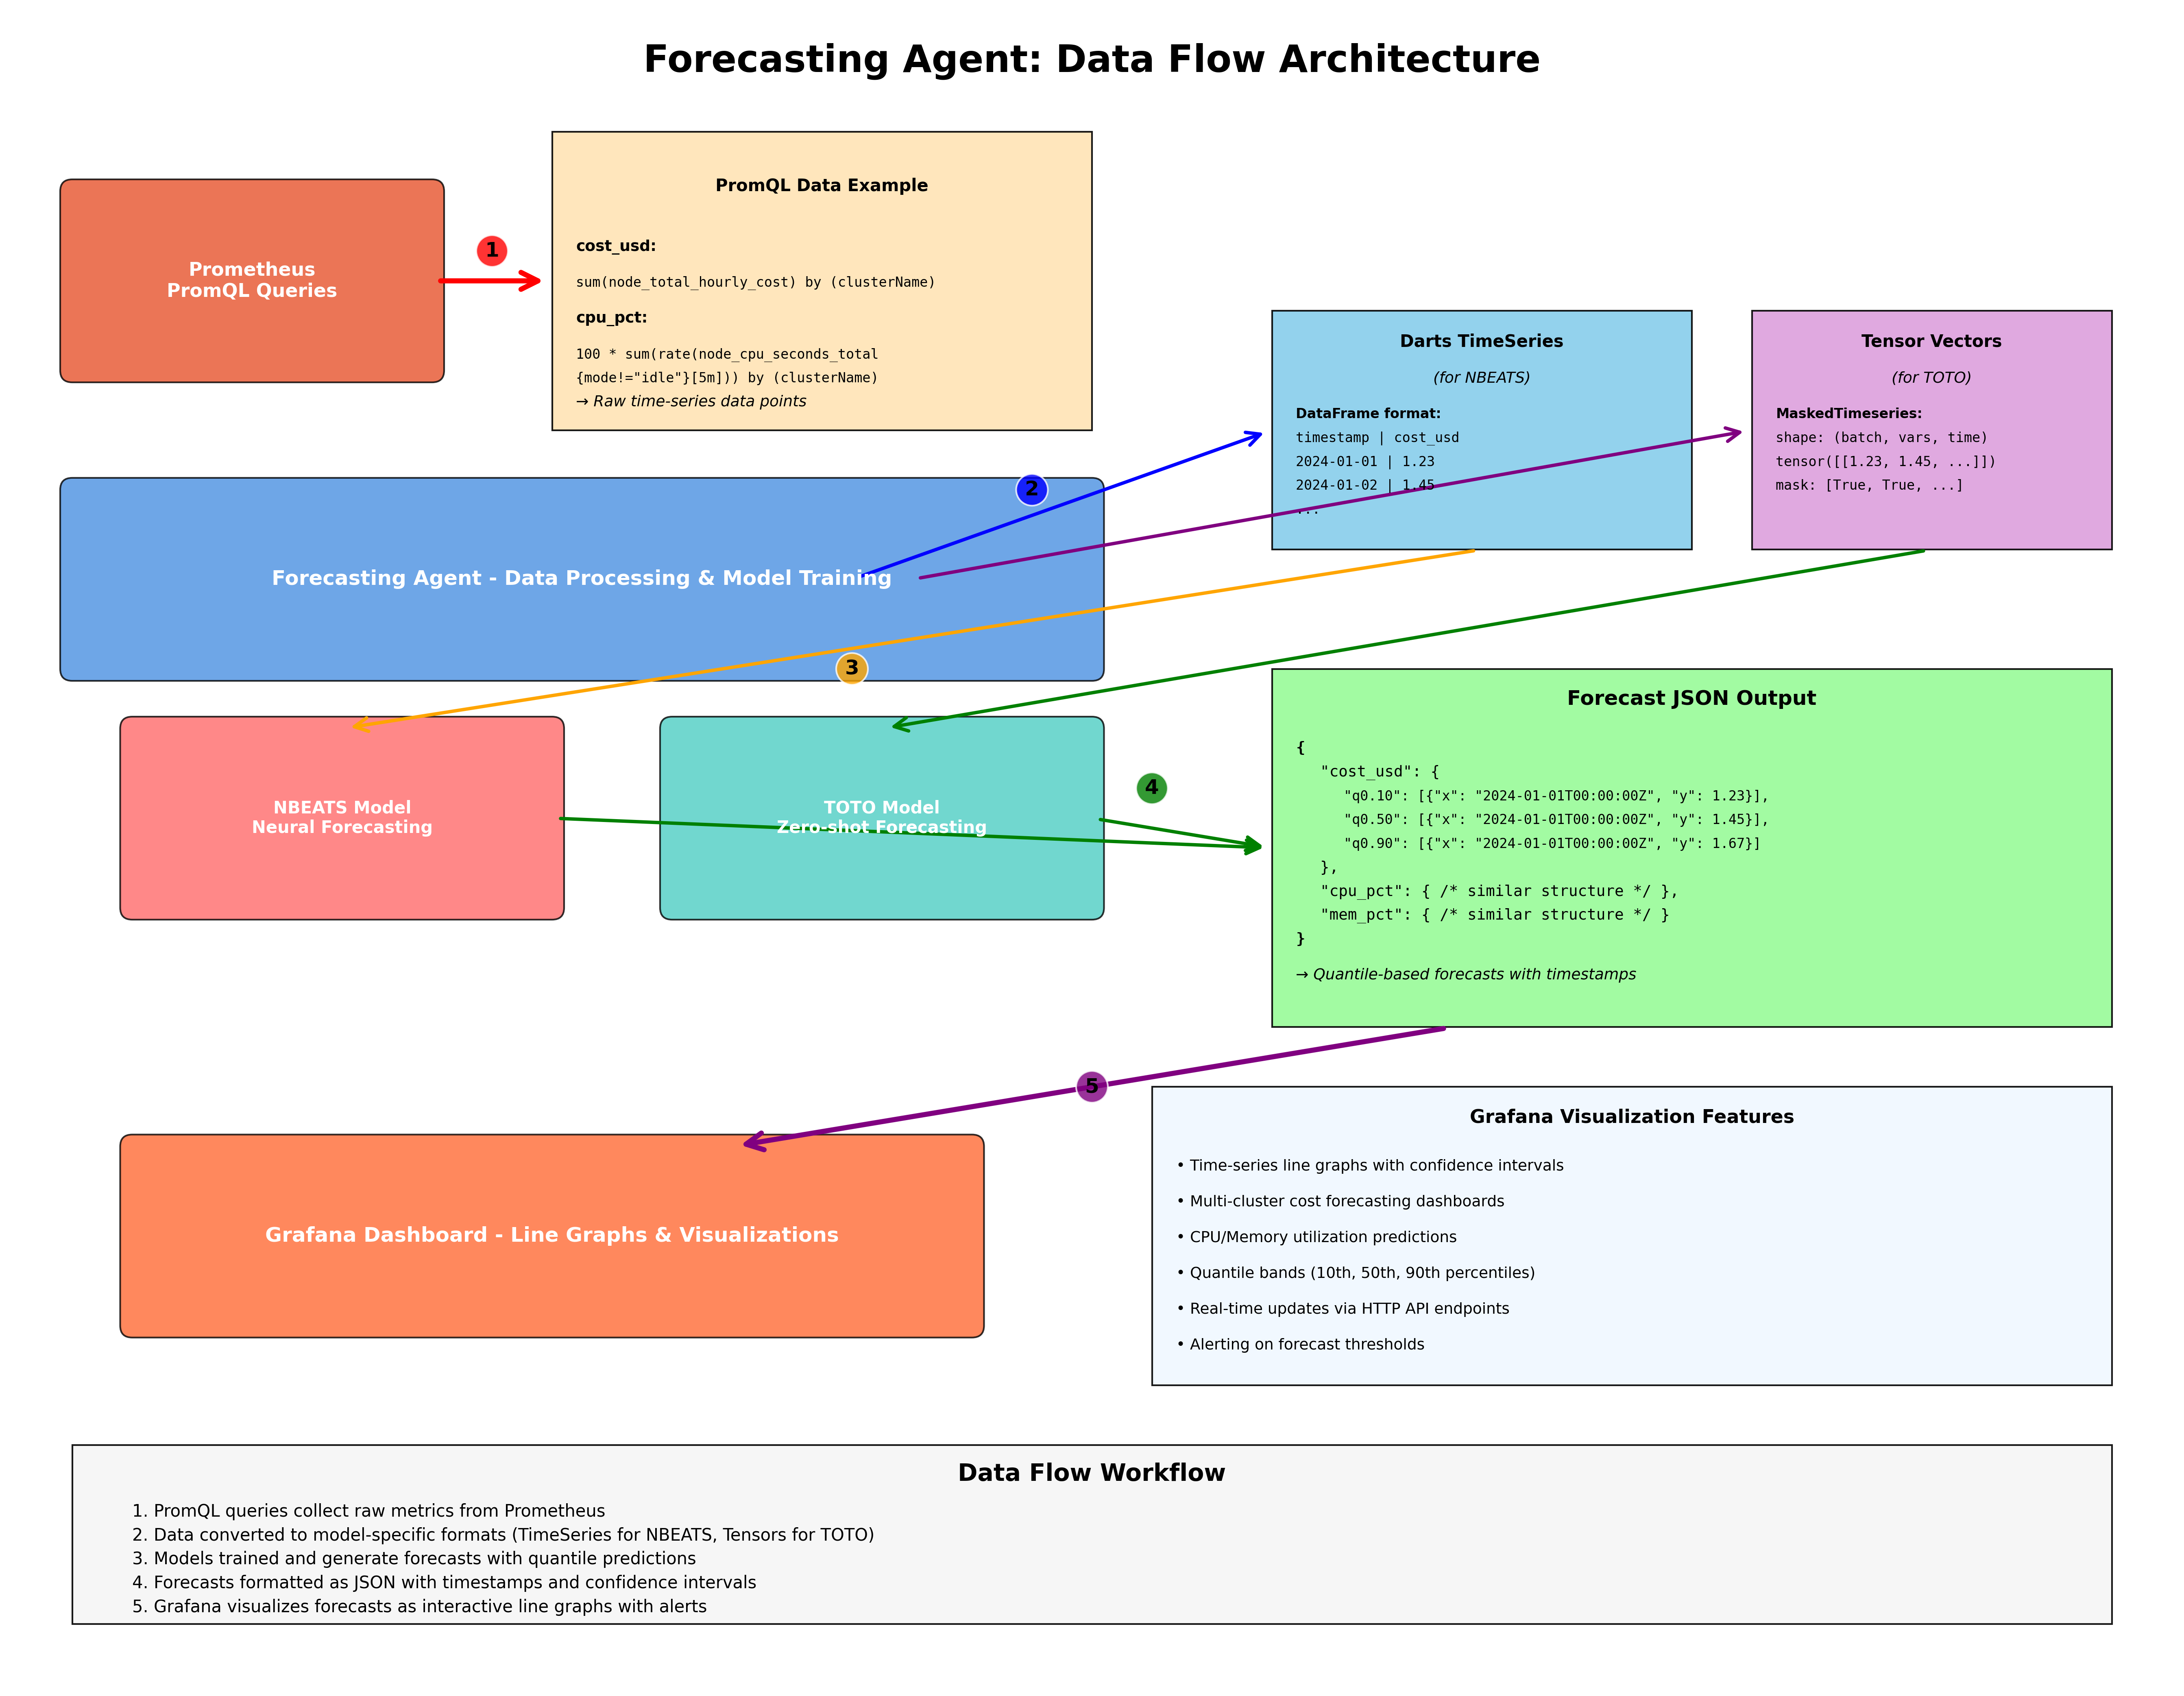 Forecasting Agent: Data Flow Architecture
Prometheus
PromQL Queries
1
PromQL Data Example
cost_usd:
sum(node_total_hourly_cost) by (clusterName)
cpu_pct:
100 * sum(rate(node_cpu_seconds_total
{mode!="idle"}[5m])) by (clusterName)
→ Raw time-series data points
Darts TimeSeries
(for NBEATS)
DataFrame format:
timestamp | cost_usd
2024-01-01 | 1.23
2024-01-02 | 1.45
...
Tensor Vectors
(for TOTO)
MaskedTimeseries:
shape: (batch, vars, time)
tensor([[1.23, 1.45, ...]])
mask: [True, True, ...]
2
Forecasting Agent - Data Processing & Model Training
3
NBEATS Model
Neural Forecasting
TOTO Model
Zero-shot Forecasting
4
Forecast JSON Output
{
"cost_usd": {
"q0.10": [{"x": "2024-01-01T00:00:00Z", "y": 1.23}],
"q0.50": [{"x": "2024-01-01T00:00:00Z", "y": 1.45}],
"q0.90": [{"x": "2024-01-01T00:00:00Z", "y": 1.67}]
},
"cpu_pct": { /* similar structure */ },
"mem_pct": { /* similar structure */ }
}
→ Quantile-based forecasts with timestamps
5
Grafana Dashboard - Line Graphs & Visualizations
Grafana Visualization Features
• Time-series line graphs with confidence intervals
• Multi-cluster cost forecasting dashboards
• CPU/Memory utilization predictions
• Quantile bands (10th, 50th, 90th percentiles)
• Real-time updates via HTTP API endpoints
• Alerting on forecast thresholds
Data Flow Workflow
1. PromQL queries collect raw metrics from Prometheus
2. Data converted to model-specific formats (TimeSeries for NBEATS, Tensors for TOTO)
3. Models trained and generate forecasts with quantile predictions
4. Forecasts formatted as JSON with timestamps and confidence intervals
5. Grafana visualizes forecasts as interactive line graphs with alerts